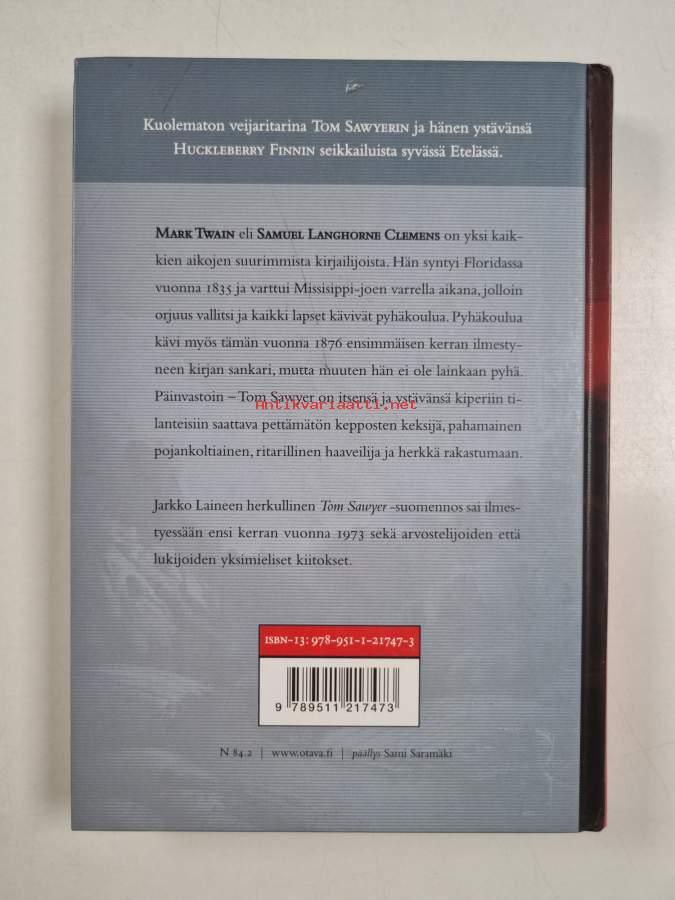 Kuolematon veijaritarina Tom Sawyerin ja hänen ystävänsä
Huckleberry Finnin seikkailuista syvässä Etelässä.
Mark Twain eli Samuel Langhorne Clemens on yksi kaik-
kien aikojen suurimmista kirjailijoista. Hän syntyi Floridassa
vuonna 1835 ja varttui Missisippi-joen varrella aikana, jolloin
orjuus vallitsi ja kaikki lapset kävivät pyhäkoulua. Pyhäkoulua
kävi myös tämän vuonna 1876 ensimmäisen kerran ilmesty-
neen kirjan sankari, mutta muuten hän ei ole lainkaan pyhä.
Päinvastoin – Tom Sawyer on itsensä ja ystävänsä kiperiin ti-
Antikvariaatti.net
lanteisiin saattava pettämätön kepposten keksijä, pahamainen
pojankoltiainen, ritarillinen haaveilija ja herkkä rakastumaan.
Jarkko Laineen herkullinen Tom Sawyer -suomennos sai ilmes-
tyessään ensi kerran vuonna 1973 sekä arvostelijoiden että
lukijoiden yksimieliset kiitokset.
ISBN-13: 978-951-1-21747-3
9 789511 217473
N 84.2 | www.otava.fi | päällys Sami Saramäki